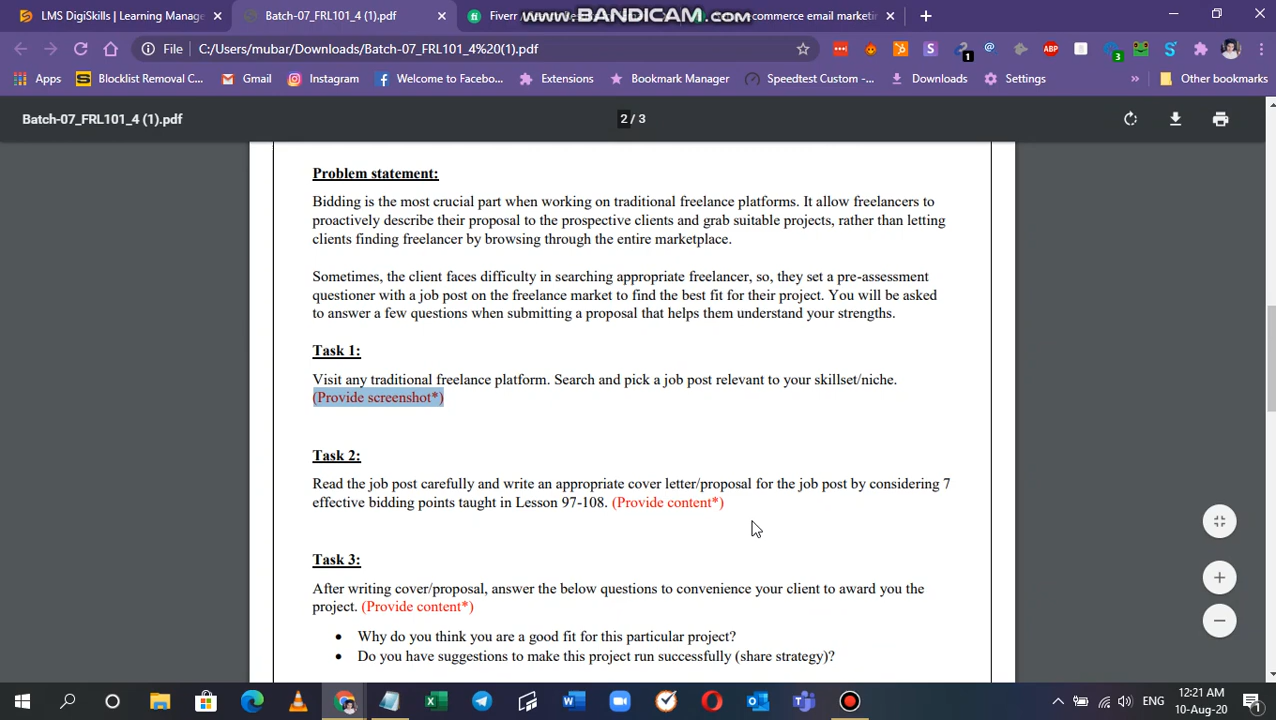 LMS DigiSkills | Learning Manage
Batch-07_FRL101_4 (1).pdf
Fiverr
WWW.BANDICAM.COM
commerce email marketin
File
C:/Users/mubar/Downloads/Batch-07_FRL101_4%20(1).pdf
1
ABP
3
Apps
Blocklist Removal C...
Gmail
Instagram
Welcome to Facebo...
Extensions
Bookmark Manager
Speedtest Custom -...
Downloads
Settings
»
Other bookmarks
Batch-07_FRL101_4 (1).pdf
2 / 3
Problem statement:
Bidding is the most crucial part when working on traditional freelance platforms. It allow freelancers to
proactively describe their proposal to the prospective clients and grab suitable projects, rather than letting
clients finding freelancer by browsing through the entire marketplace.
Sometimes, the client faces difficulty in searching appropriate freelancer, so, they set a pre-assessment
questioner with a job post on the freelance market to find the best fit for their project. You will be asked
to answer a few questions when submitting a proposal that helps them understand your strengths.
Task 1:
Visit any traditional freelance platform. Search and pick a job post relevant to your skillset/niche.
(Provide screenshot*)
Task 2:
Read the job post carefully and write an appropriate cover letter/proposal for the job post by considering 7
effective bidding points taught in Lesson 97-108. (Provide content*)
Task 3:
After writing cover/proposal, answer the below questions to convenience your client to award you the
project. (Provide content*)
• Why do you think you are a good fit for this particular project?
• Do you have suggestions to make this project run successfully (share strategy)?
ENG
12:21 AM
10-Aug-20
1